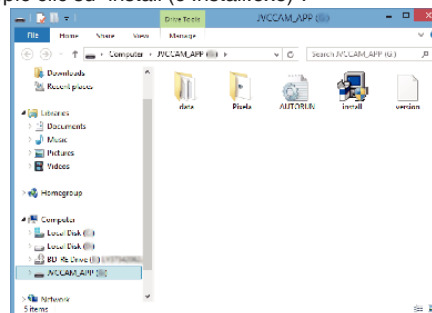 Drive Tools JVCCAM_APP
File Home Share View Manage
Computer JVCCAM_APP Search JVCCAM_APP (G:)
Downloads
Recent places
Libraries
Documents
Music
Pictures
Videos
Homegroup
Computer
Local Disk
Local Disk
BD-RE Drive
JVCCAM_APP
Network
data Pixela AUTORUN install version
5 items